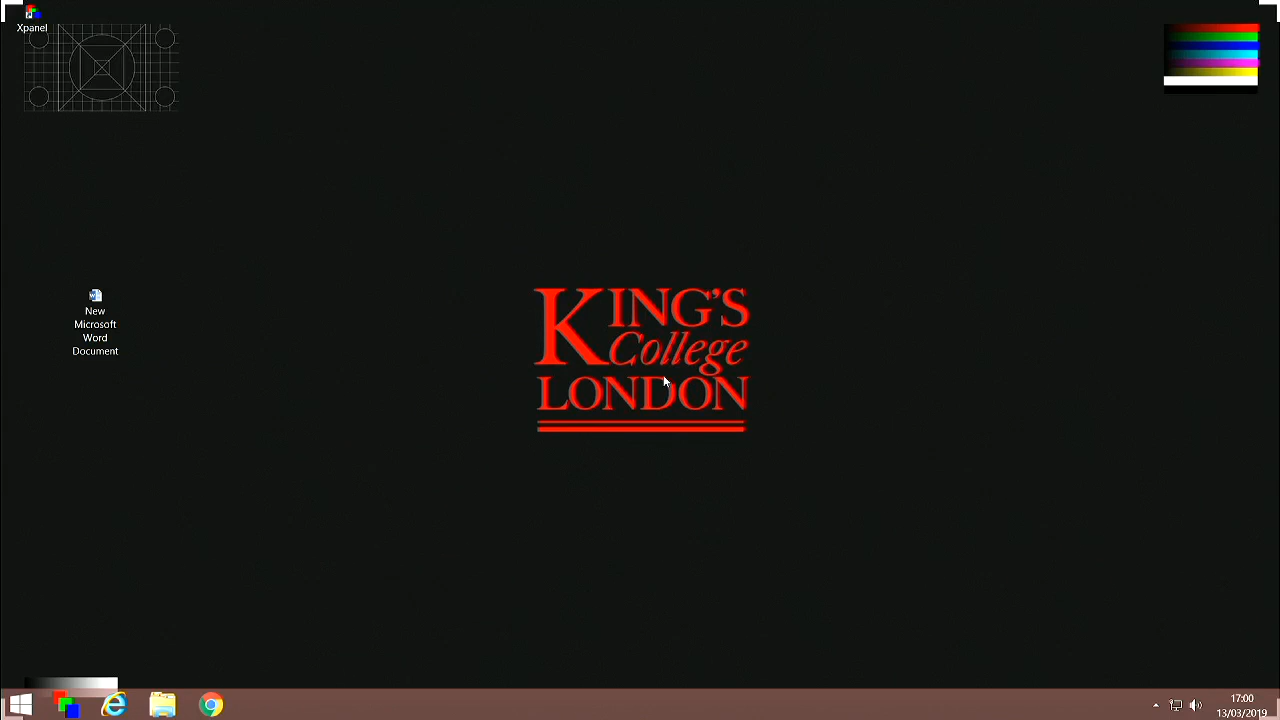 Xpanel
New
Microsoft
Word
Document
KING'S
College
LONDON
17:00
13/03/2019